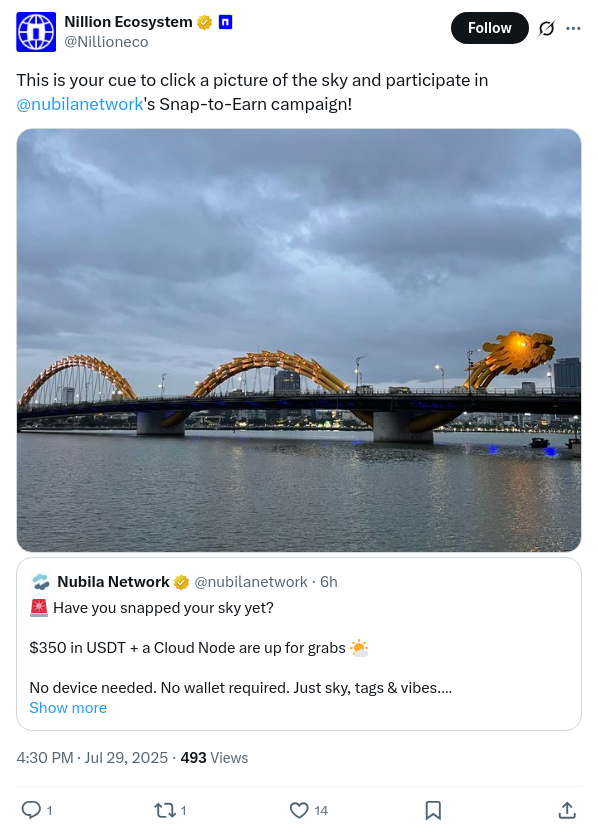 Nillion Ecosystem
Follow
@Nillioneco
This is your cue to click a picture of the sky and participate in
@nubilanetwork's Snap-to-Earn campaign!
Nubila Network @nubilanetwork · 6h
🚨 Have you snapped your sky yet?
$350 in USDT + a Cloud Node are up for grabs 🌤️
No device needed. No wallet required. Just sky, tags & vibes....
Show more
4:30 PM · Jul 29, 2025 · 493 Views
1
1
14